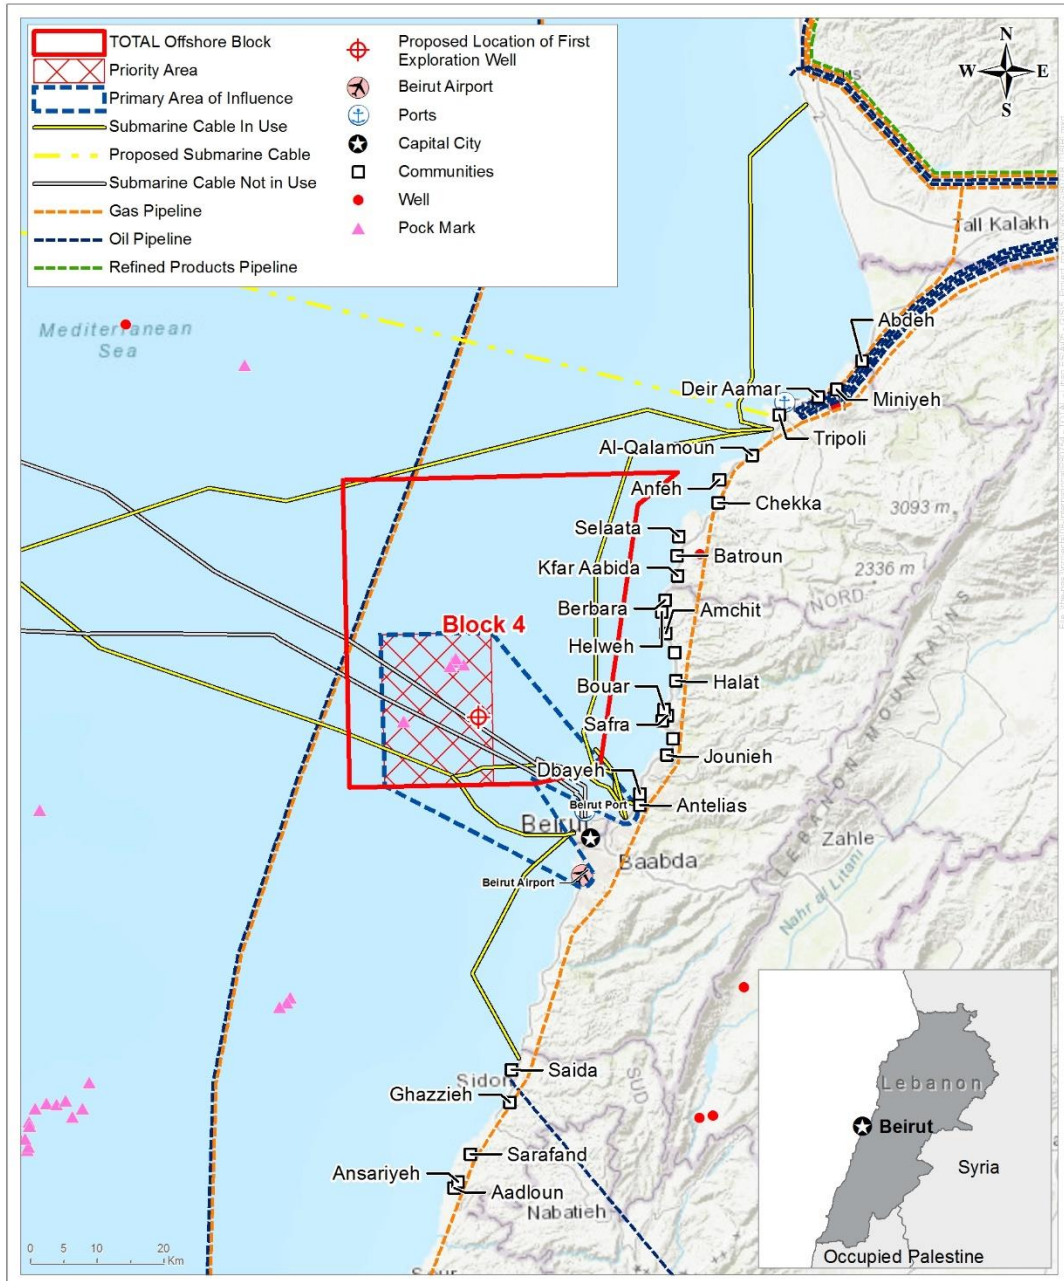 TOTAL Offshore Block
Priority Area
Primary Area of Influence
Submarine Cable In Use
Proposed Submarine Cable
Submarine Cable Not in Use
Gas Pipeline
Oil Pipeline
Refined Products Pipeline
Proposed Location of First
Exploration Well
Beirut Airport
Ports
Capital City
Communities
Well
Pock Mark
N
W
E
S
Tall Kalakh
Mediterranean
Sea
Abdeh
Deir Aamar
Miniyeh
Tripoli
Al-Qalamoun
Anfeh
Chekka
3093 m
Selaata
Batroun
Kfar Aabida
2336 m
NORD
Berbara
Amchit
Block 4
Helweh
Halat
Bouar
Safra
Jounieh
LEBANON MOUNTAINS
Dbayeh
Beirut Port
Antelias
Beirut
Zahle
Baabda
Beirut Airport
Nahr al Litani
Saida
Sidon
SUD
Ghazzieh
Sarafand
Ansariyeh
Aadloun
Nabatieh
0 5 10 20
Km
Lebanon
Beirut
Syria
Occupied Palestine